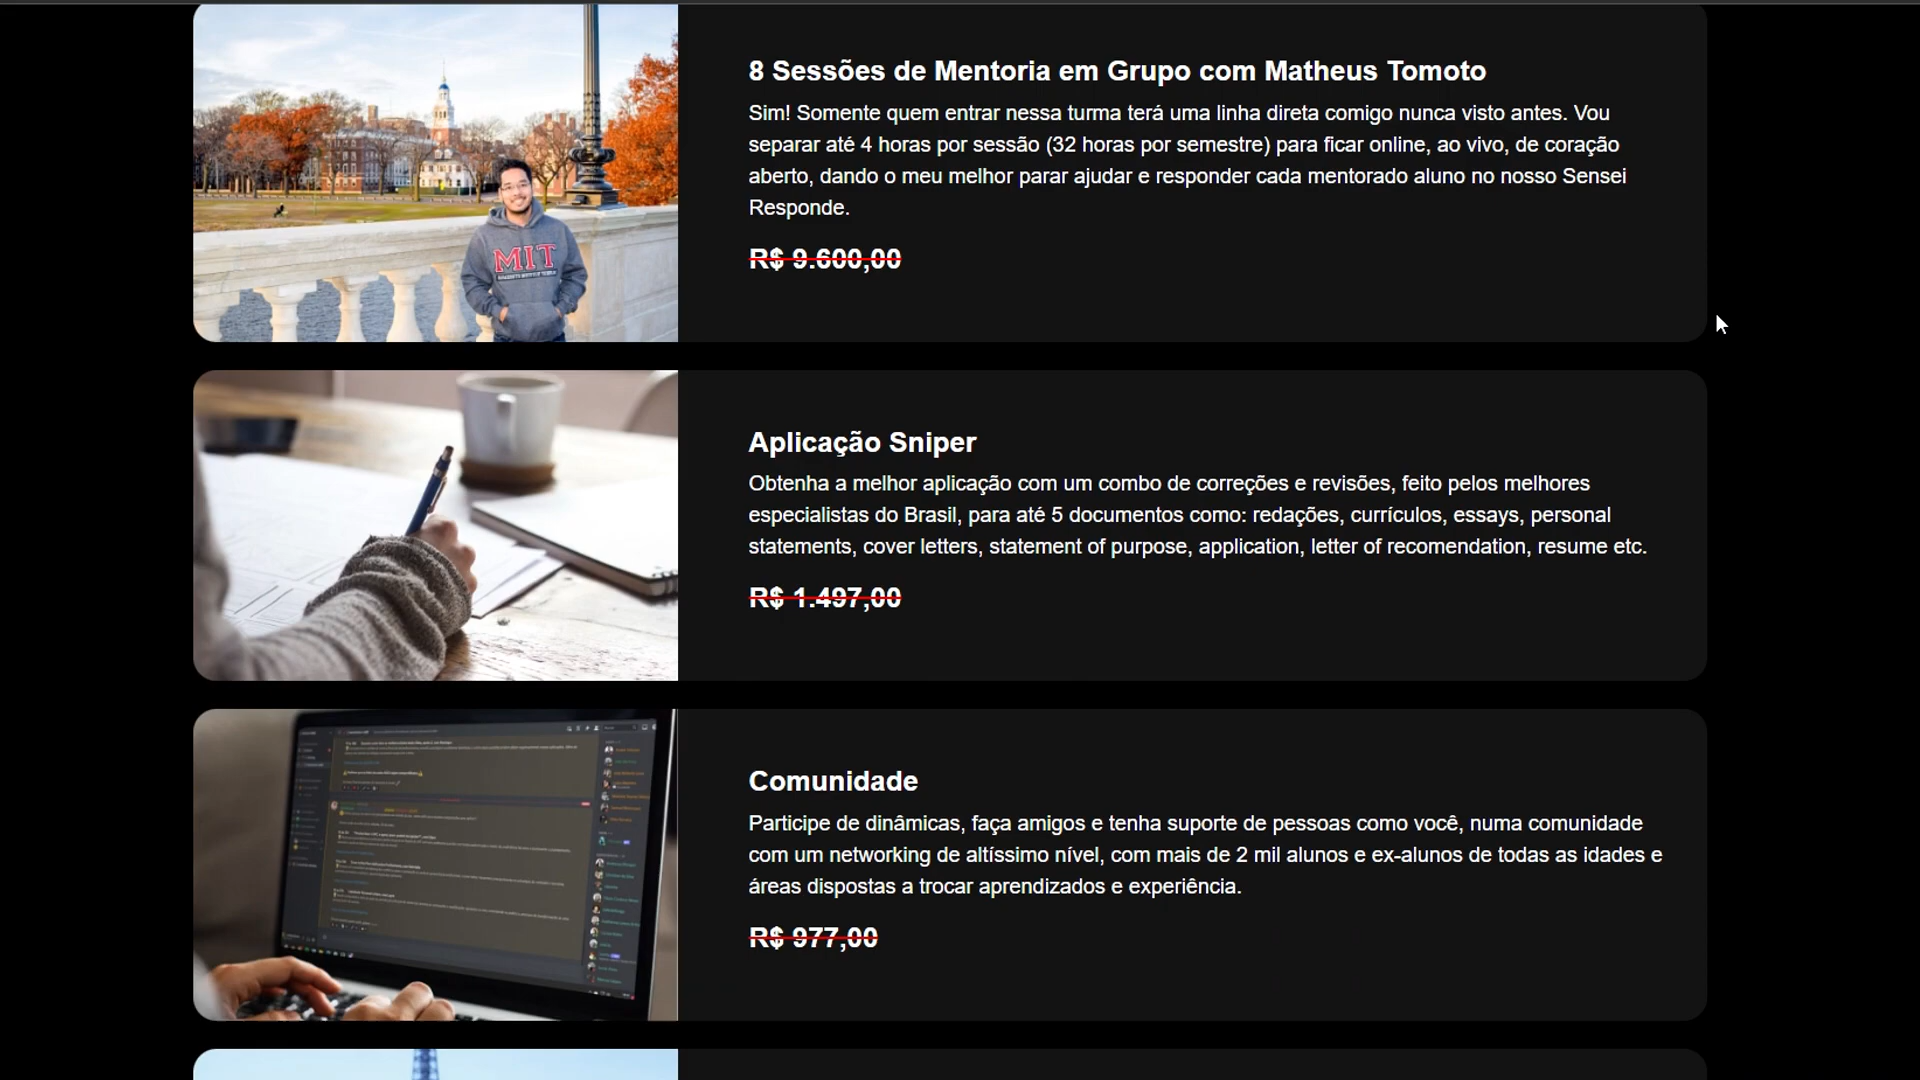 8 Sessões de Mentoria em Grupo com Matheus Tomoto
Sim! Somente quem entrar nessa turma terá uma linha direta comigo nunca visto antes. Vou
separar até 4 horas por sessão (32 horas por semestre) para ficar online, ao vivo, de coração
aberto, dando o meu melhor parar ajudar e responder cada mentorado aluno no nosso Sensei
Responde.
R$ 9.600,00
MIT
Aplicação Sniper
Obtenha a melhor aplicação com um combo de correções e revisões, feito pelos melhores
especialistas do Brasil, para até 5 documentos como: redações, currículos, essays, personal
statements, cover letters, statement of purpose, application, letter of recomendation, resume etc.
R$ 1.497,00
Comunidade
Participe de dinâmicas, faça amigos e tenha suporte de pessoas como você, numa comunidade
com um networking de altíssimo nível, com mais de 2 mil alunos e ex-alunos de todas as idades e
áreas dispostas a trocar aprendizados e experiência.
R$ 977,00